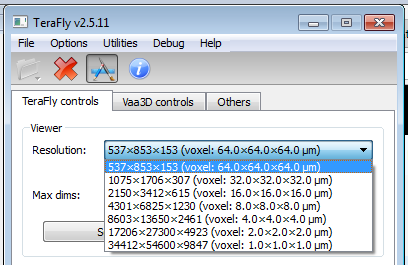 TeraFly v2.5.11
File Options Utilities Debug Help
TeraFly controls Vaa3D controls Others
Viewer
Resolution: 537×853×153 (voxel: 64.0×64.0×64.0 µm)
537×853×153 (voxel: 64.0×64.0×64.0 µm)
1075×1706×307 (voxel: 32.0×32.0×32.0 µm)
2150×3412×615 (voxel: 16.0×16.0×16.0 µm)
Max dims: 4301×6825×1230 (voxel: 8.0×8.0×8.0 µm)
8603×13650×2461 (voxel: 4.0×4.0×4.0 µm)
17206×27300×4923 (voxel: 2.0×2.0×2.0 µm)
34412×54600×9847 (voxel: 1.0×1.0×1.0 µm)